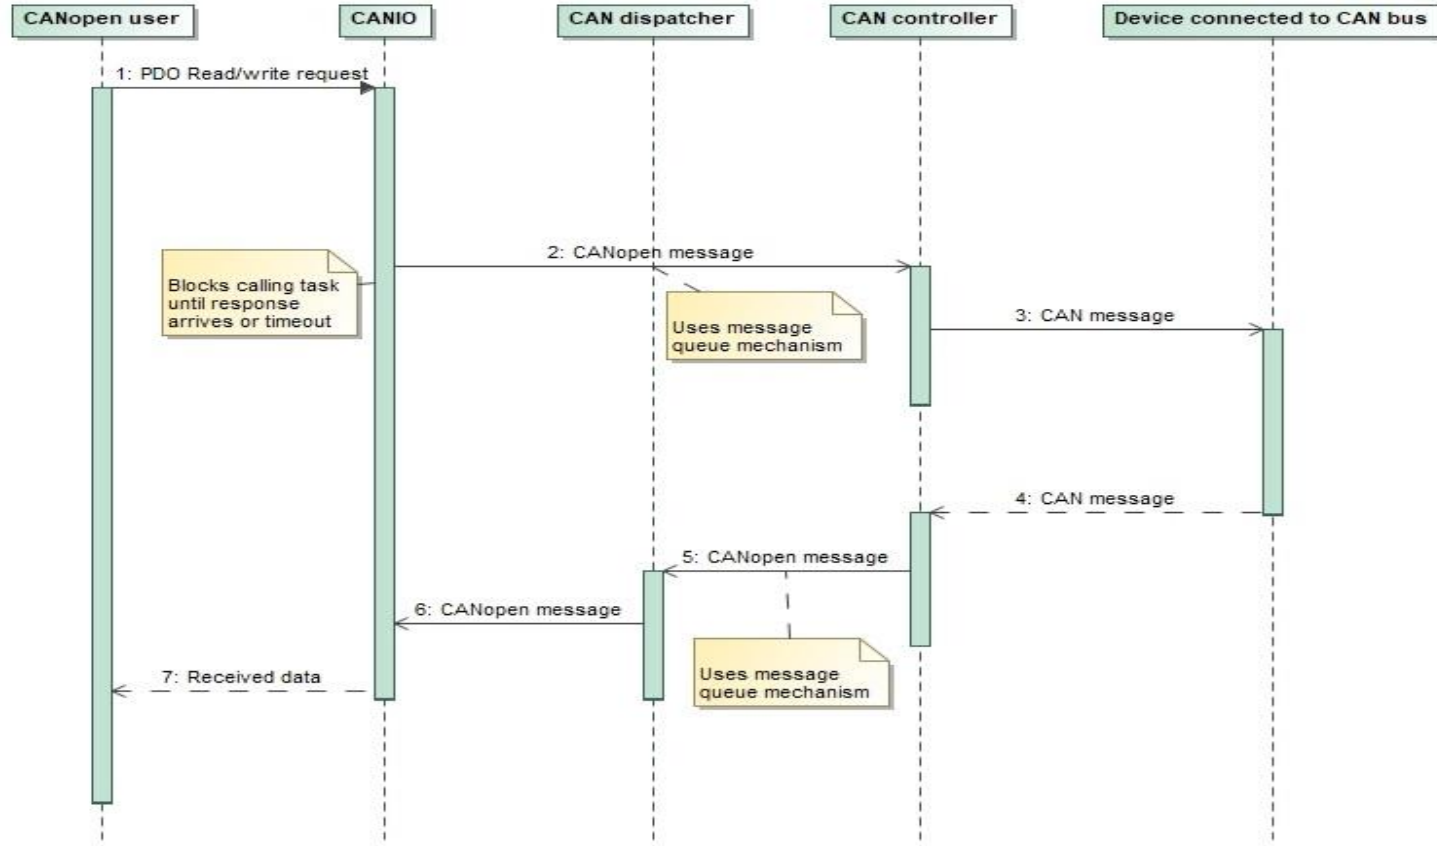 CANopen user
CANIO
CAN dispatcher
CAN controller
Device connected to CAN bus
1: PDO Read/write request
2: CANopen message
Blocks calling task
until response
arrives or timeout
Uses message
queue mechanism
3: CAN message
4: CAN message
5: CANopen message
6: CANopen message
Uses message
queue mechanism
7: Received data